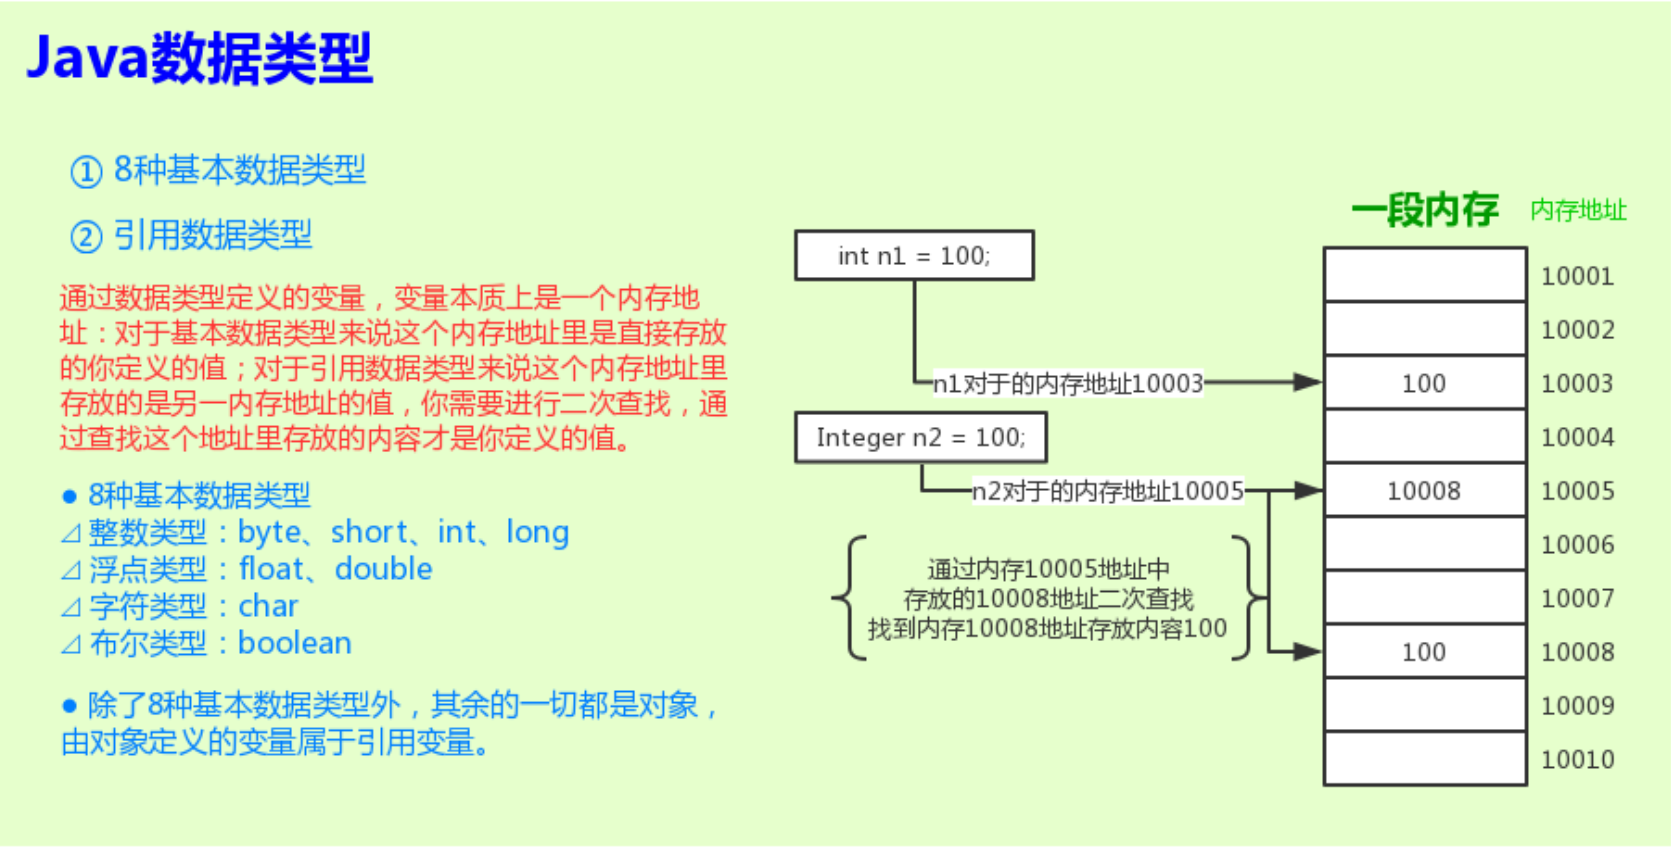 Java数据类型
① 8种基本数据类型
② 引用数据类型
通过数据类型定义的变量，变量本质上是一个内存地
址：对于基本数据类型来说这个内存地址里是直接存放
的你定义的值；对于引用数据类型来说这个内存地址里
存放的是另一内存地址的值，你需要进行二次查找，通
过查找这个地址里存放的内容才是你定义的值。
● 8种基本数据类型
⊿ 整数类型：byte、short、int、long
⊿ 浮点类型：float、double
⊿ 字符类型：char
⊿ 布尔类型：boolean
● 除了8种基本数据类型外，其余的一切都是对象，
由对象定义的变量属于引用变量。
int n1 = 100;
n1对于的内存地址10003
Integer n2 = 100;
n2对于的内存地址10005
通过内存10005地址中
存放的10008地址二次查找
找到内存10008地址存放内容100
一段内存 内存地址
10001
10002
100 10003
10004
10008 10005
10006
10007
100 10008
10009
10010